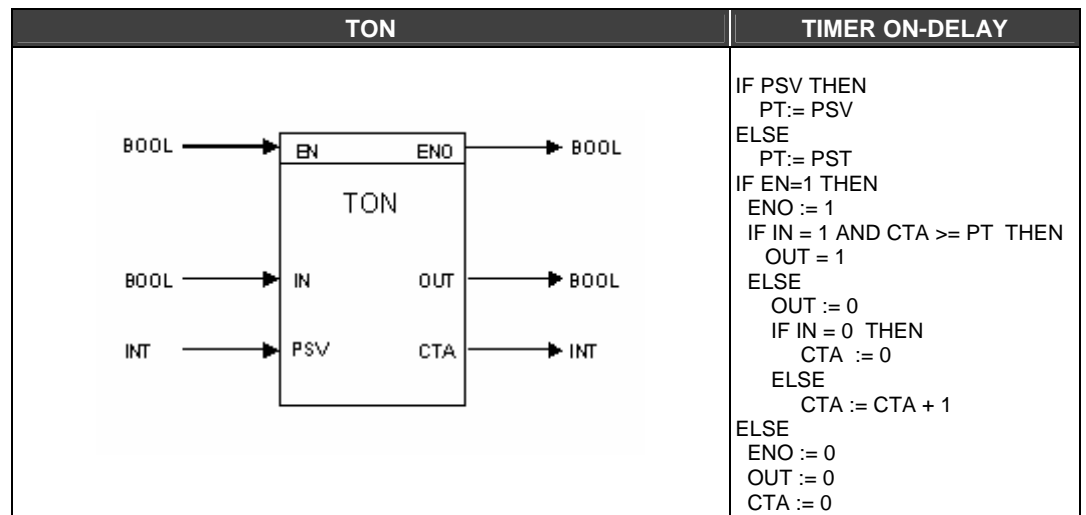 TON
TIMER ON-DELAY
BOOL EN ENO BOOL
TON
BOOL IN OUT BOOL
INT PSV CTA INT
IF PSV THEN
PT:= PSV
ELSE
PT:= PST
IF EN=1 THEN
ENO := 1
IF IN = 1 AND CTA >= PT THEN
OUT = 1
ELSE
OUT := 0
IF IN = 0 THEN
CTA := 0
ELSE
CTA := CTA + 1
ELSE
ENO := 0
OUT := 0
CTA := 0